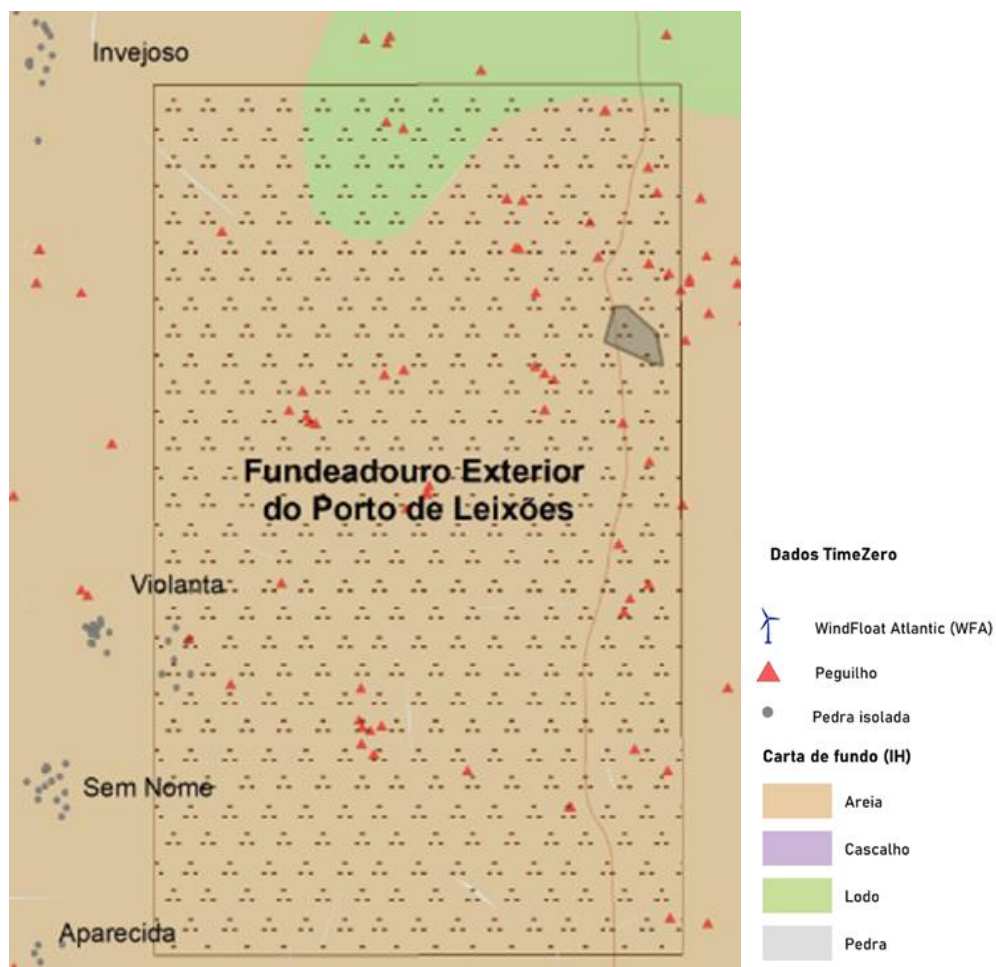 Invejoso
Fundeadouro Exterior
do Porto de Leixões
Violanta
Sem Nome
Aparecida
Dados TimeZero
WindFloat Atlantic (WFA)
Peguilho
Pedra isolada
Carta de fundo (IH)
Areia
Cascalho
Lodo
Pedra